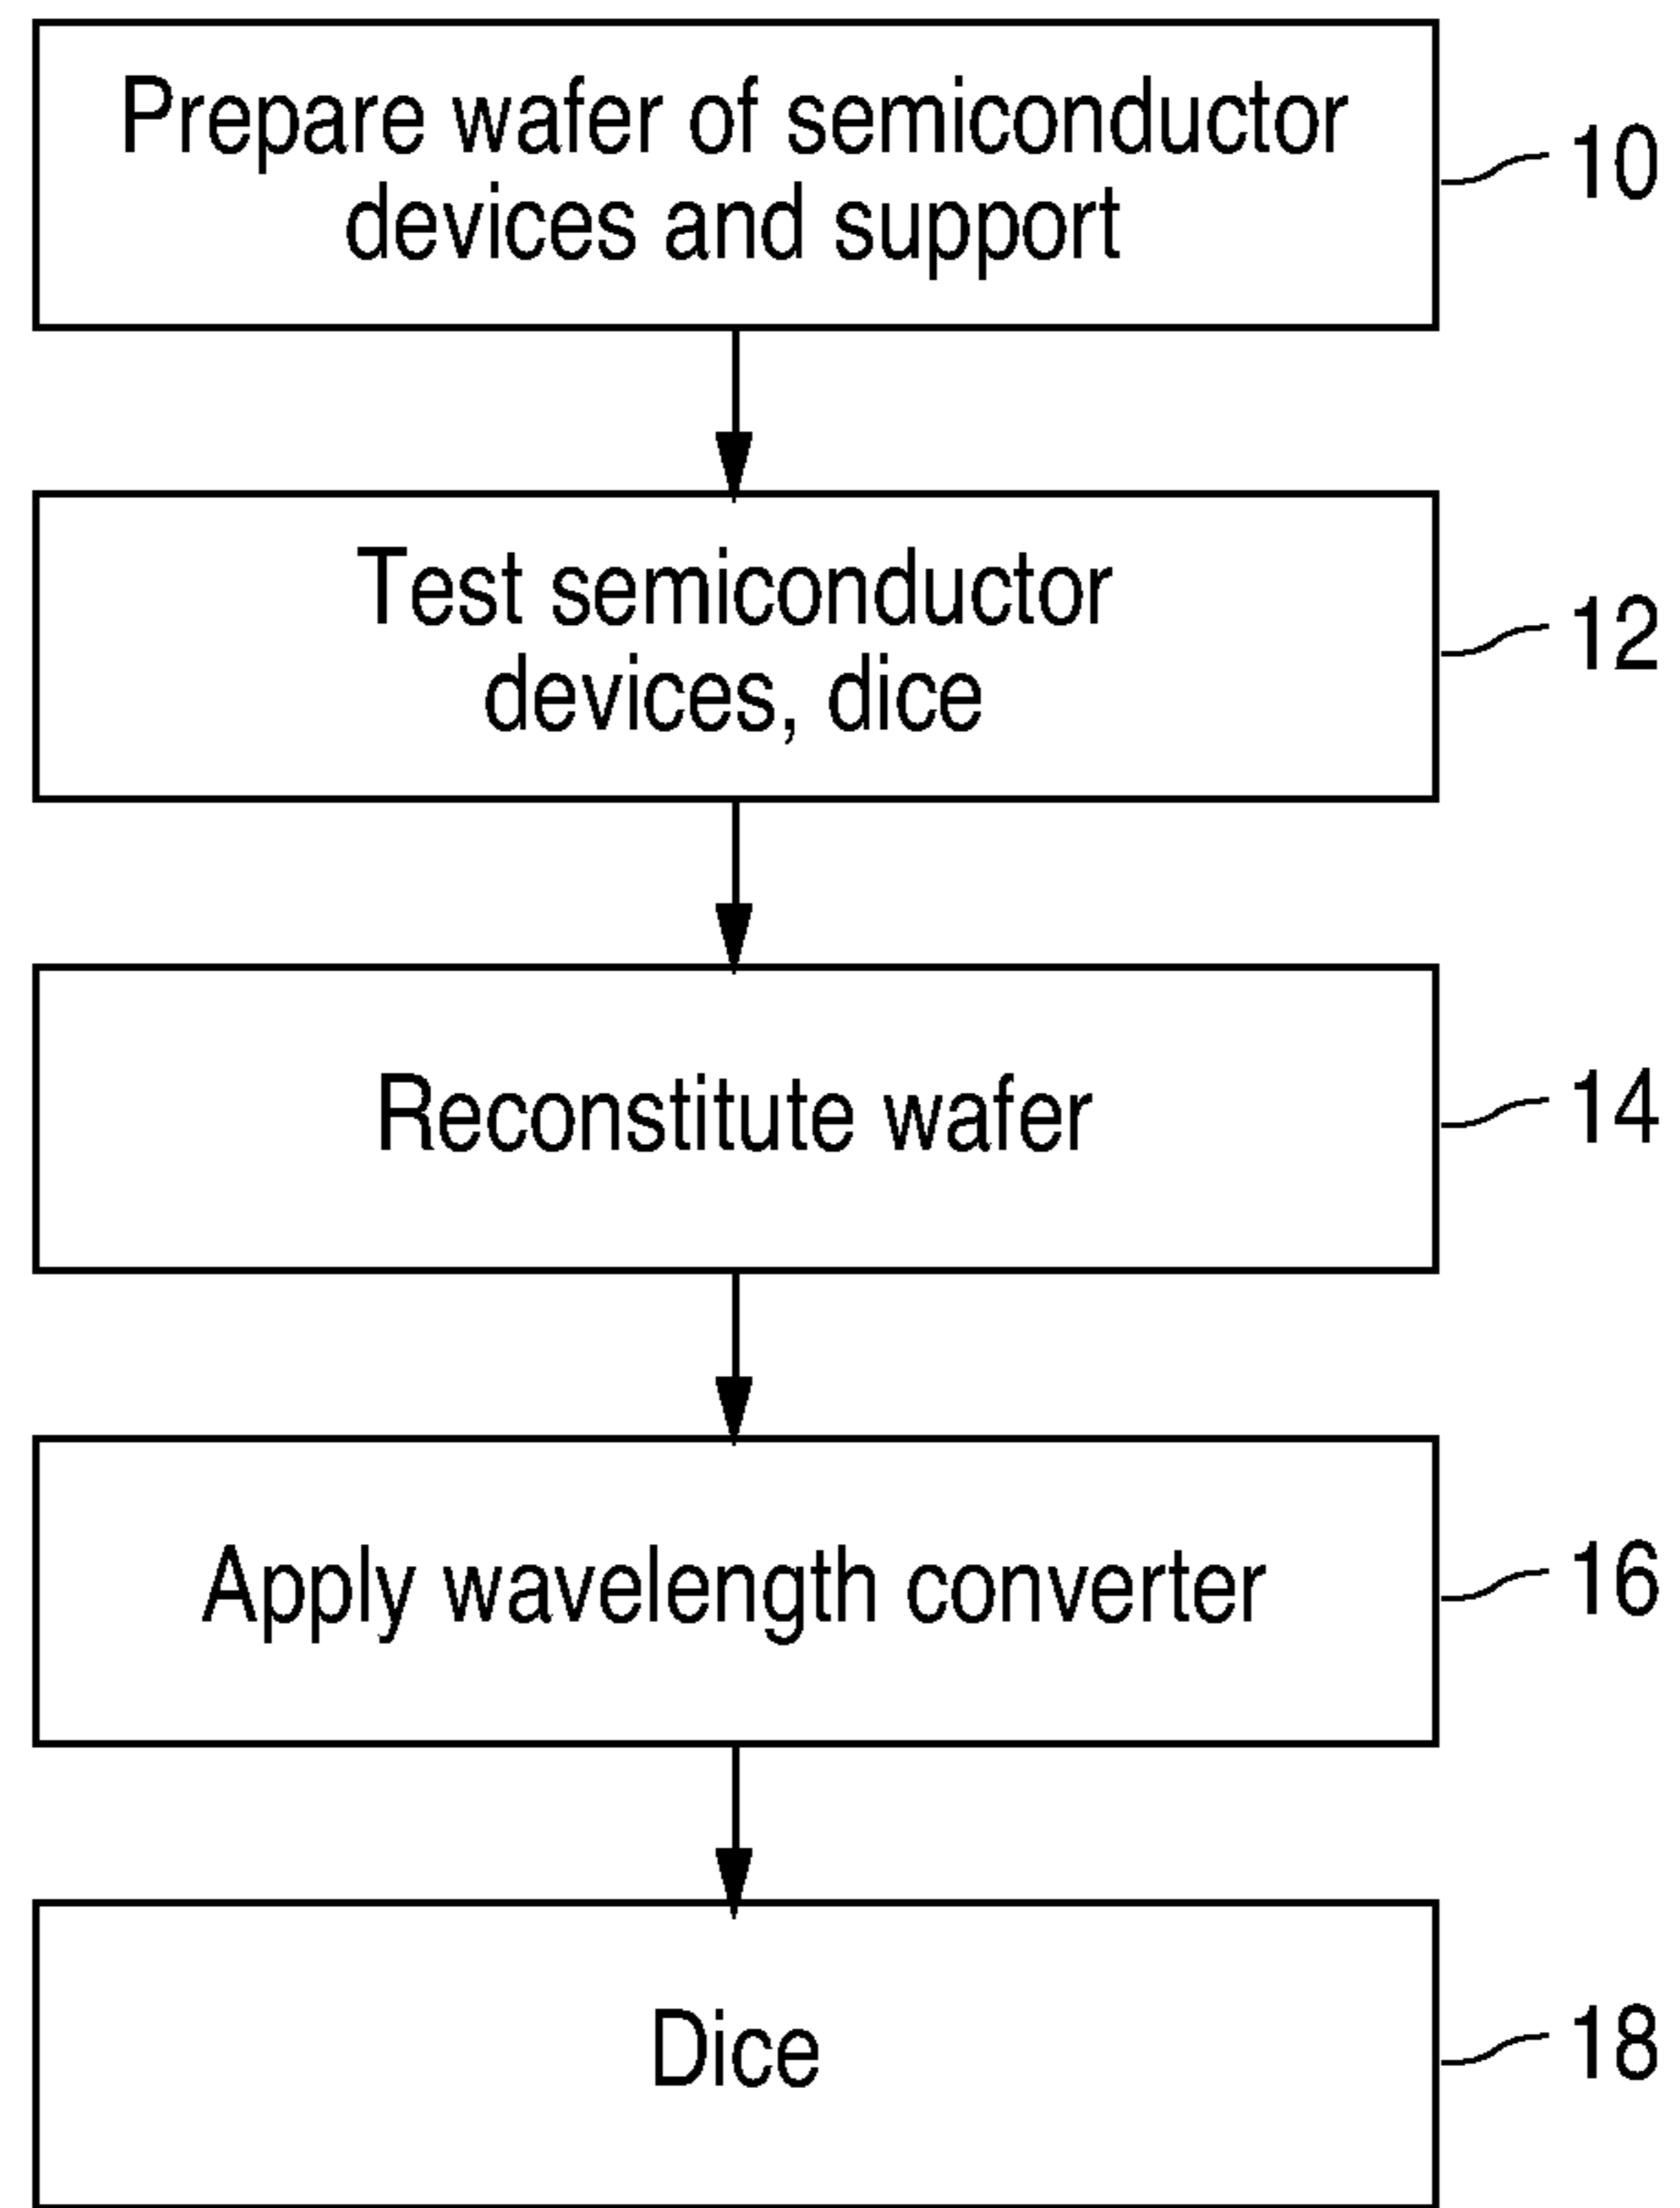 Prepare wafer of semiconductor
devices and support
10
Test semiconductor
devices, dice
12
Reconstitute wafer
14
Apply wavelength converter
16
Dice
18